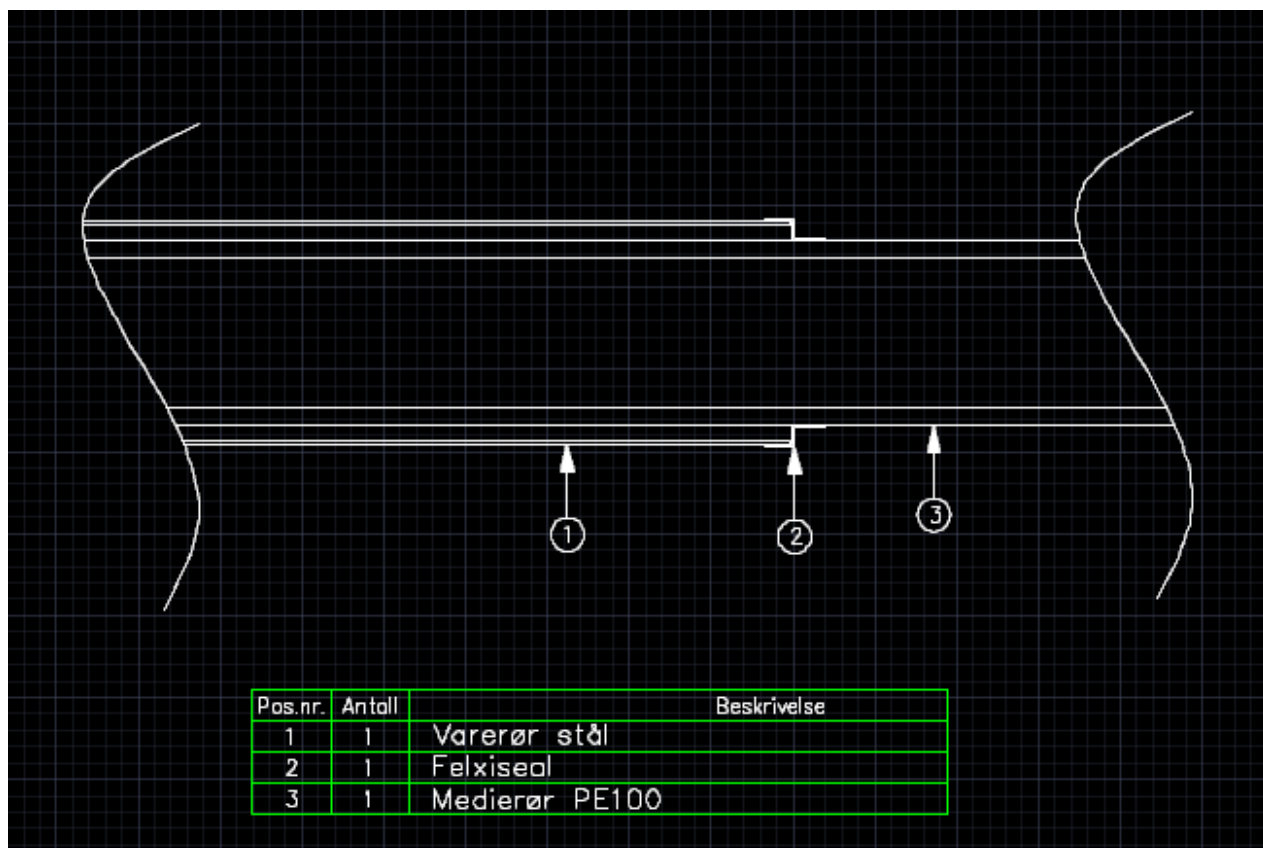 1
2
3
Pos.nr. Antall Beskrivelse
1 1 Varerør stål
2 1 Felxiseal
3 1 Medierør PE100